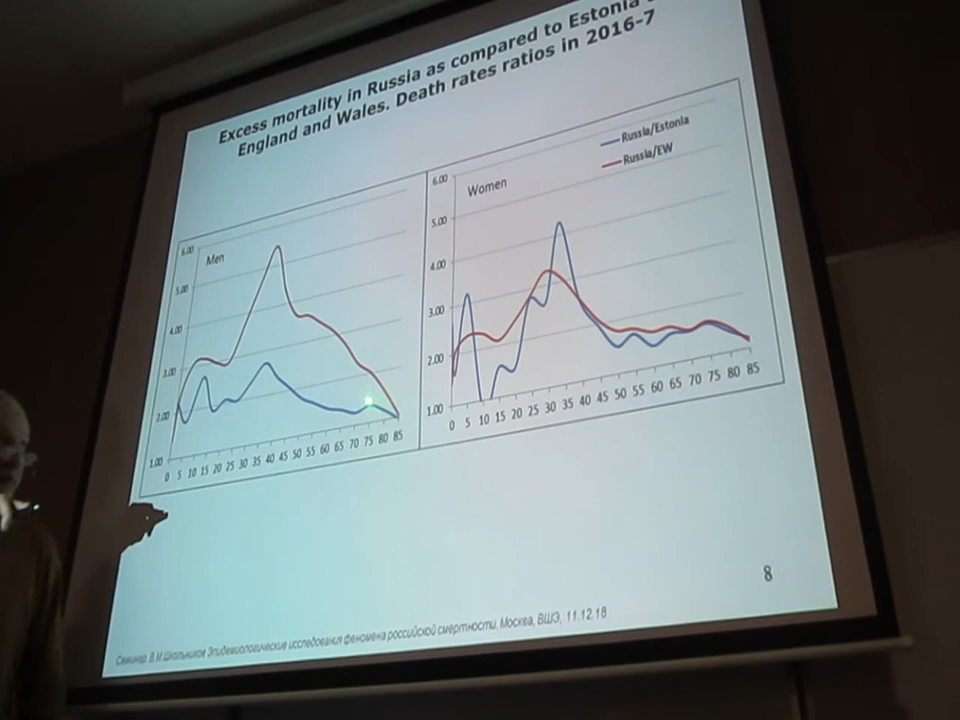 Excess mortality in Russia as compared to Estonia
England and Wales. Death rates ratios in 2016-7
Men
6.00
5.00
4.00
3.00
2.00
1.00
0 5 10 15 20 25 30 35 40 45 50 55 60 65 70 75 80 85
Women
Russia/Estonia
Russia/EW
6.00
5.00
4.00
3.00
2.00
1.00
0 5 10 15 20 25 30 35 40 45 50 55 60 65 70 75 80 85
8
Семинар. В.М.Школьников Эпидемиологические исследования феномена российской смертности. Москва, ВШЭ, 11.12.18